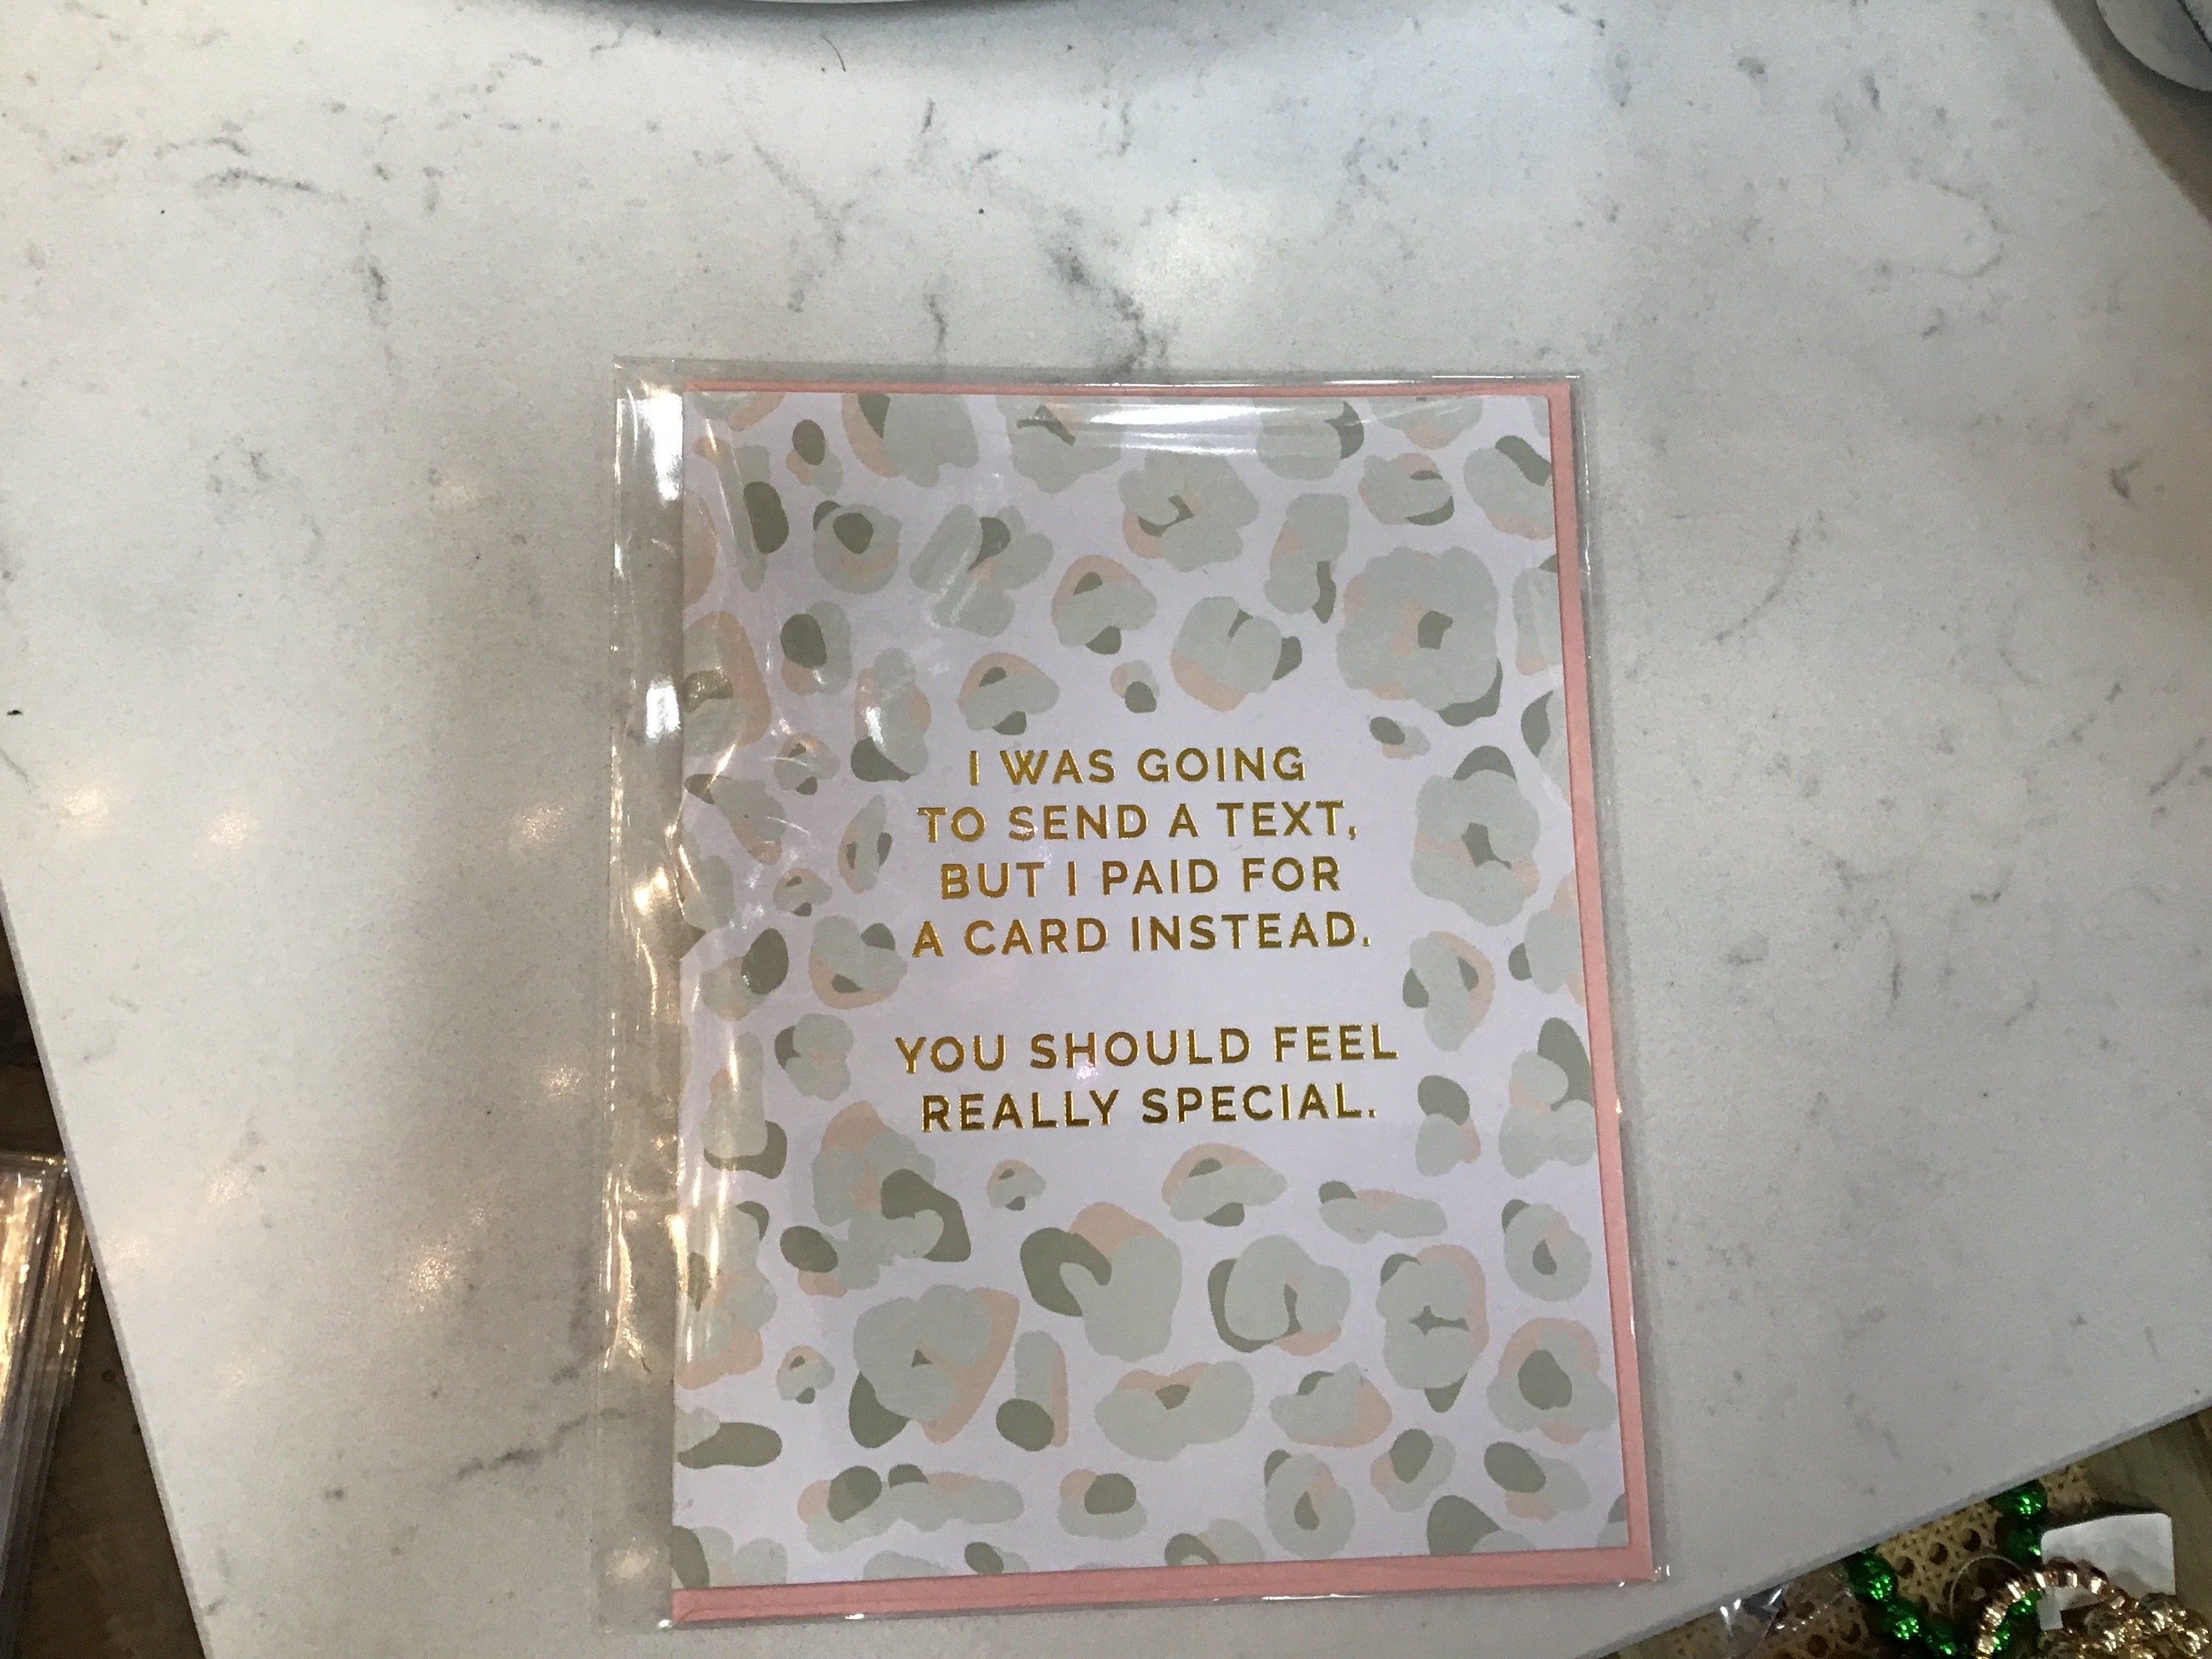 I WAS GOING
TO SEND A TEXT,
BUT I PAID FOR
A CARD INSTEAD.
YOU SHOULD FEEL
REALLY SPECIAL.